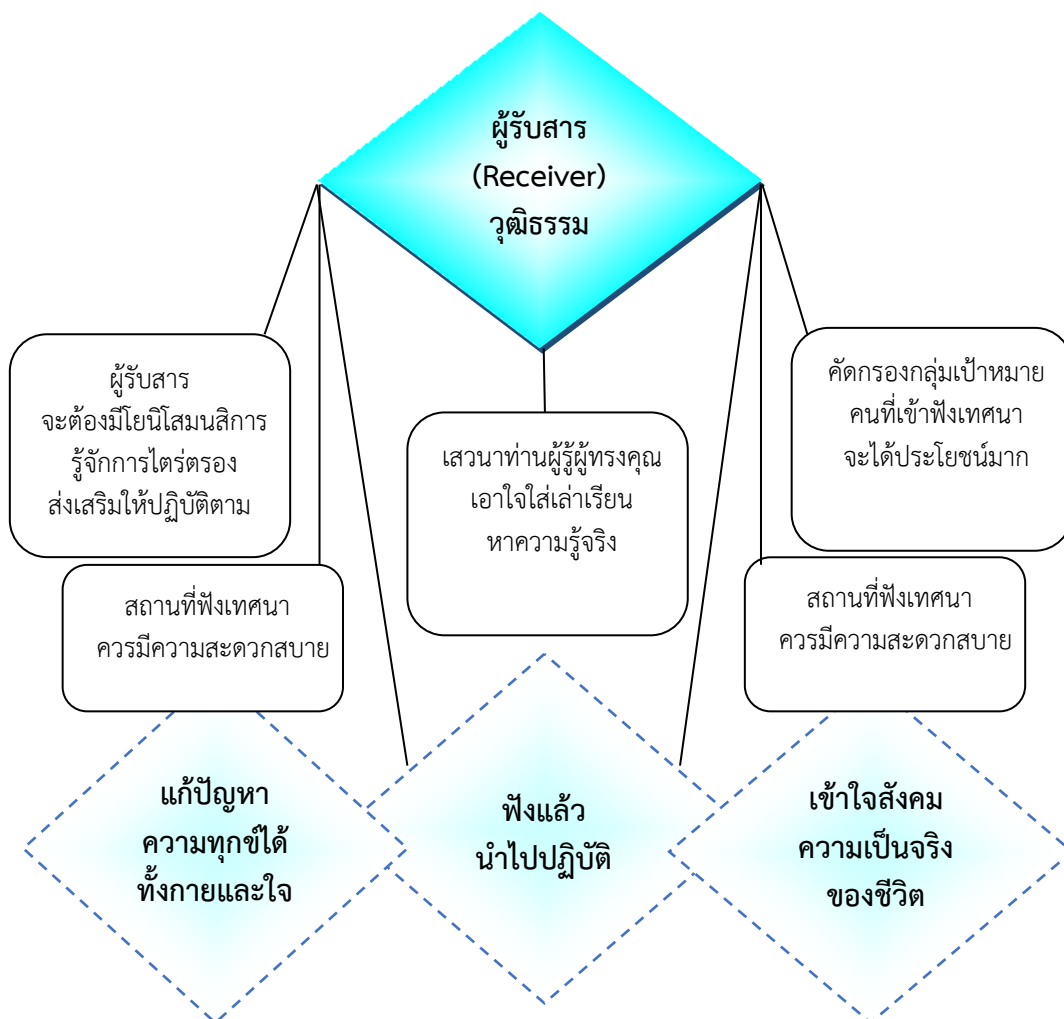 ผู้รับสาร
(Receiver)
วุฒิธรรม
ผู้รับสาร
จะต้องมีโยนิโสมนสิการ
รู้จักการไตร่ตรอง
ส่งเสริมให้ปฏิบัติตาม
เสวนาท่านผู้รู้ผู้ทรงคุณ
เอาใจใส่เล่าเรียน
หาความรู้จริง
คัดกรองกลุ่มเป้าหมาย
คนที่เข้าฟังเทศนา
จะได้ประโยชน์มาก
สถานที่ฟังเทศนา
ควรมีความสะดวกสบาย
สถานที่ฟังเทศนา
ควรมีความสะดวกสบาย
แก้ปัญหา
ความทุกข์ได้
ทั้งกายและใจ
ฟังแล้ว
นำไปปฏิบัติ
เข้าใจสังคม
ความเป็นจริง
ของชีวิต